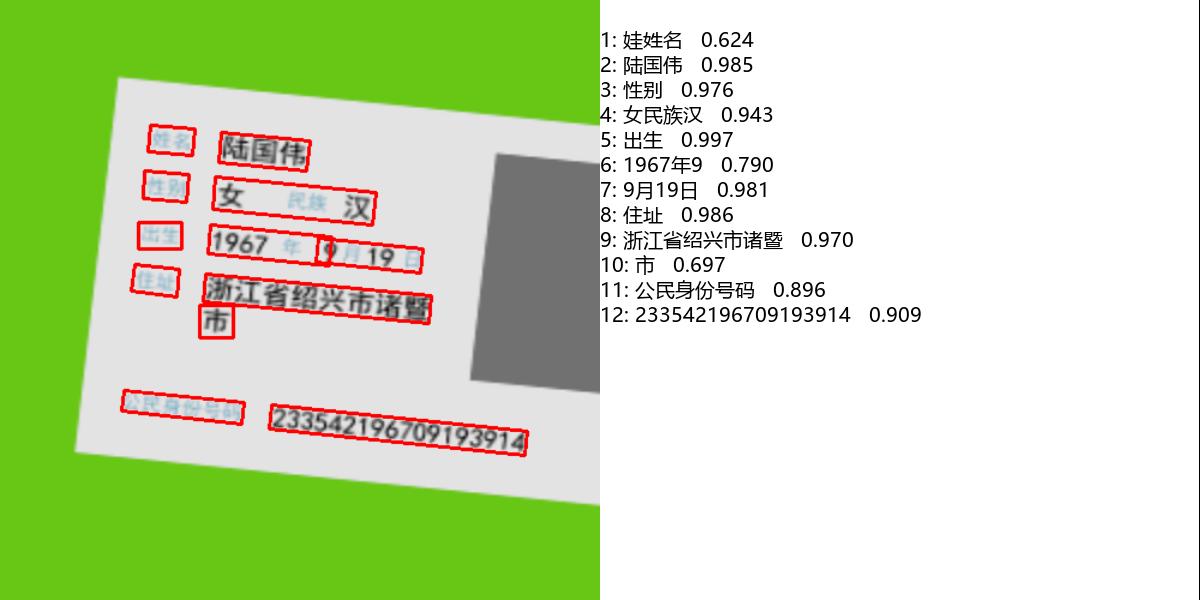 姓名 陆国伟
性别 女 民族 汉
出生 1967 年 9 月 19 日
住址 浙江省绍兴市诸暨
市
公民身份号码 233542196709193914
1: 娃姓名 0.624
2: 陆国伟 0.985
3: 性别 0.976
4: 女民族汉 0.943
5: 出生 0.997
6: 1967年9 0.790
7: 9月19日 0.981
8: 住址 0.986
9: 浙江省绍兴市诸暨 0.970
10: 市 0.697
11: 公民身份号码 0.896
12: 233542196709193914 0.909